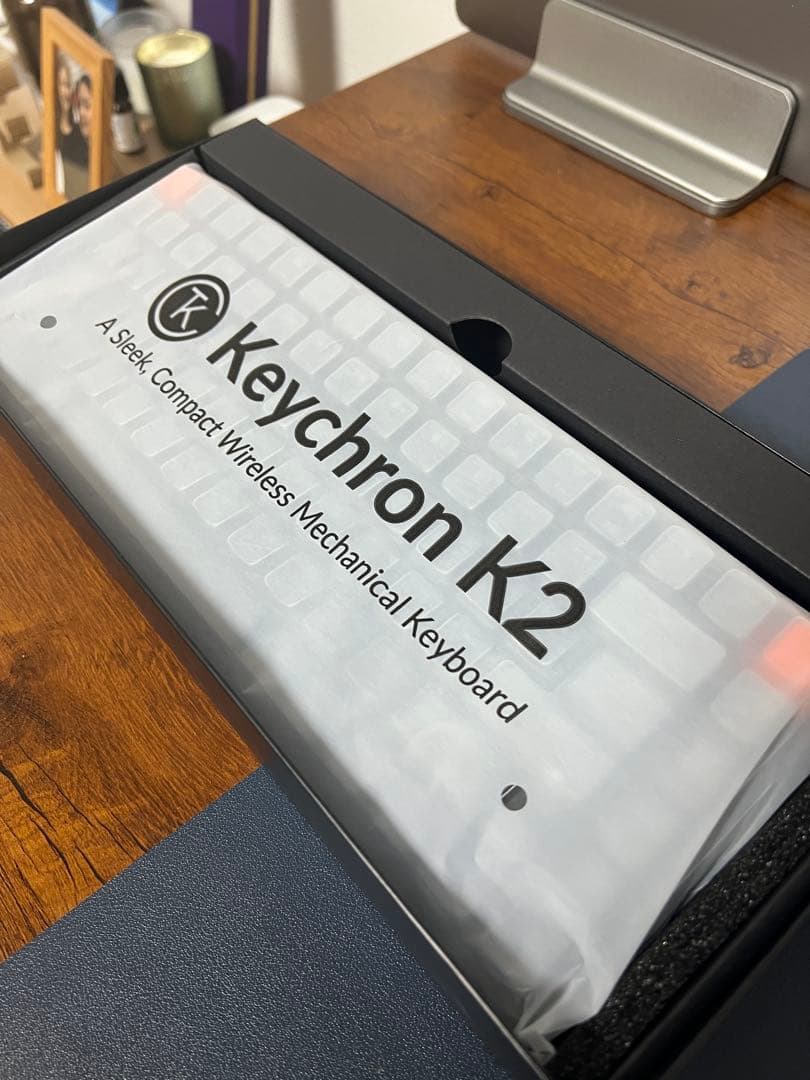 Keychron K2
A Sleek, Compact Wireless Mechanical Keyboard